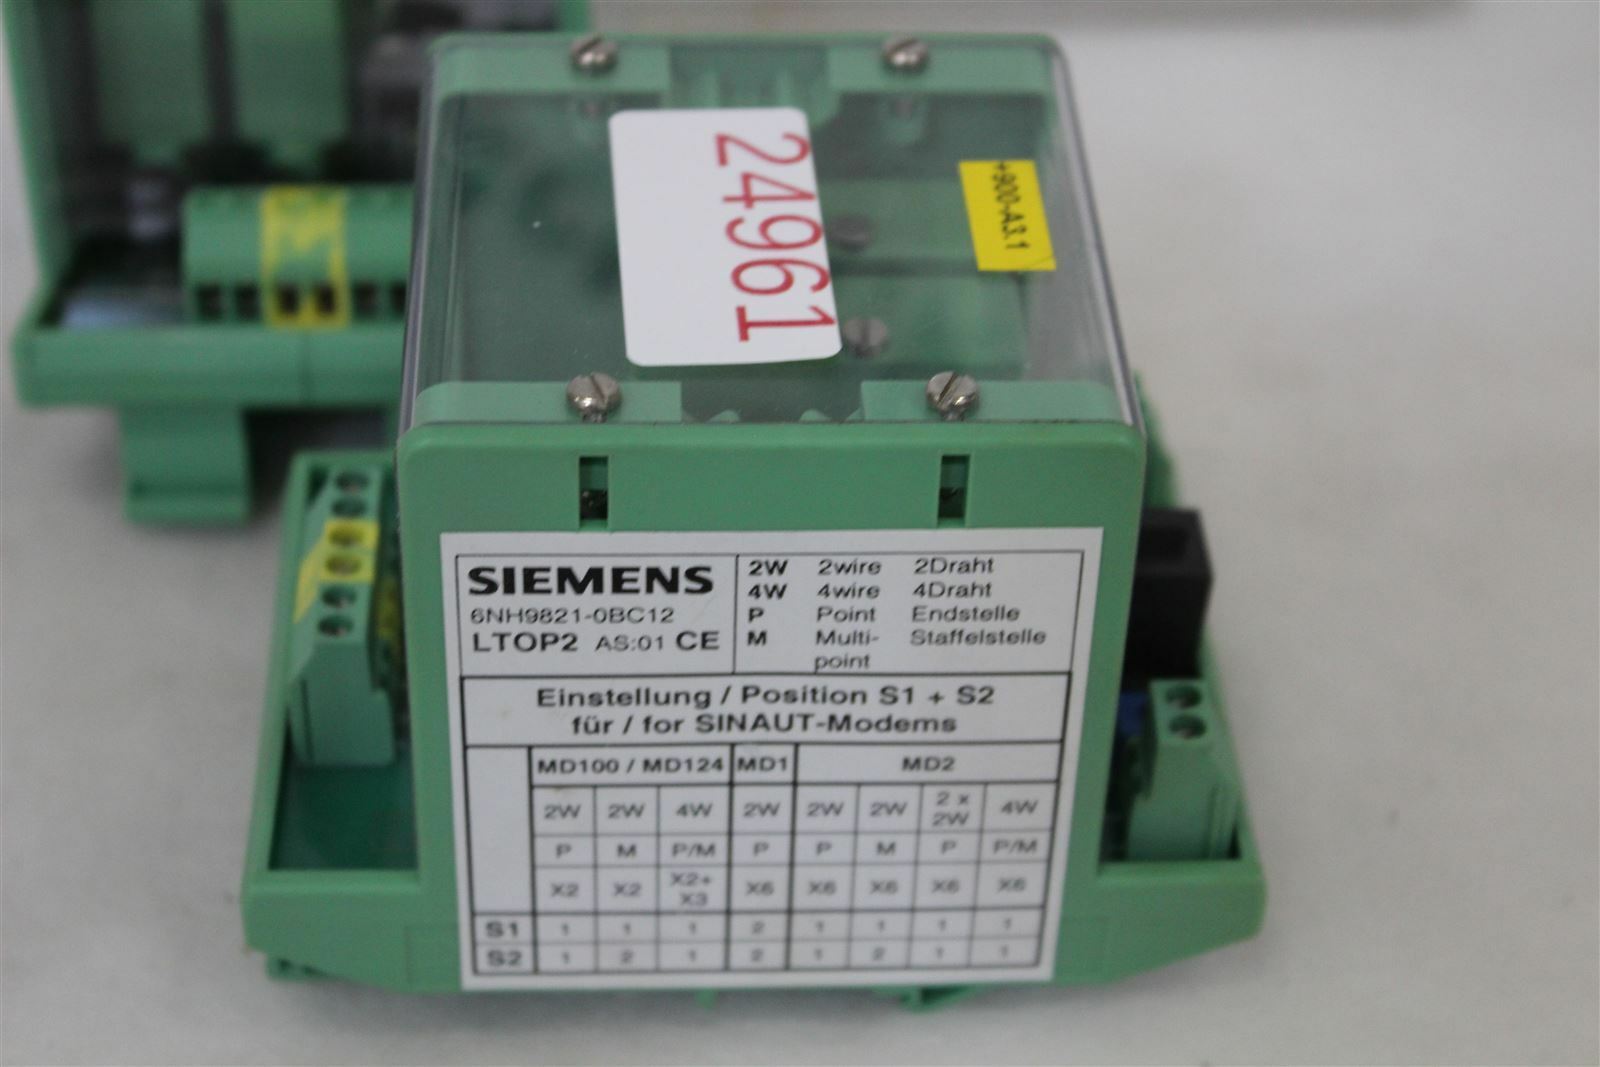 24961
+900-A3.1
SIEMENS
6NH9821-0BC12
LTOP2 AS:01 CE
2W 2wire 2Draht
4W 4wire 4Draht
P Point Endstelle
M Multi- Staffelstelle
point
Einstellung / Position S1 + S2
für / for SINAUT-Modems
MD100 / MD124 MD1 MD2
2W 2W 4W 2W 2W 2W 2 x 2W 4W
P M P/M P P M P P/M
X2 X2 X2+ X3 X6 X6 X6 X6 X6
S1 1 1 1 2 1 1 1 1
S2 1 2 1 2 1 2 1 1